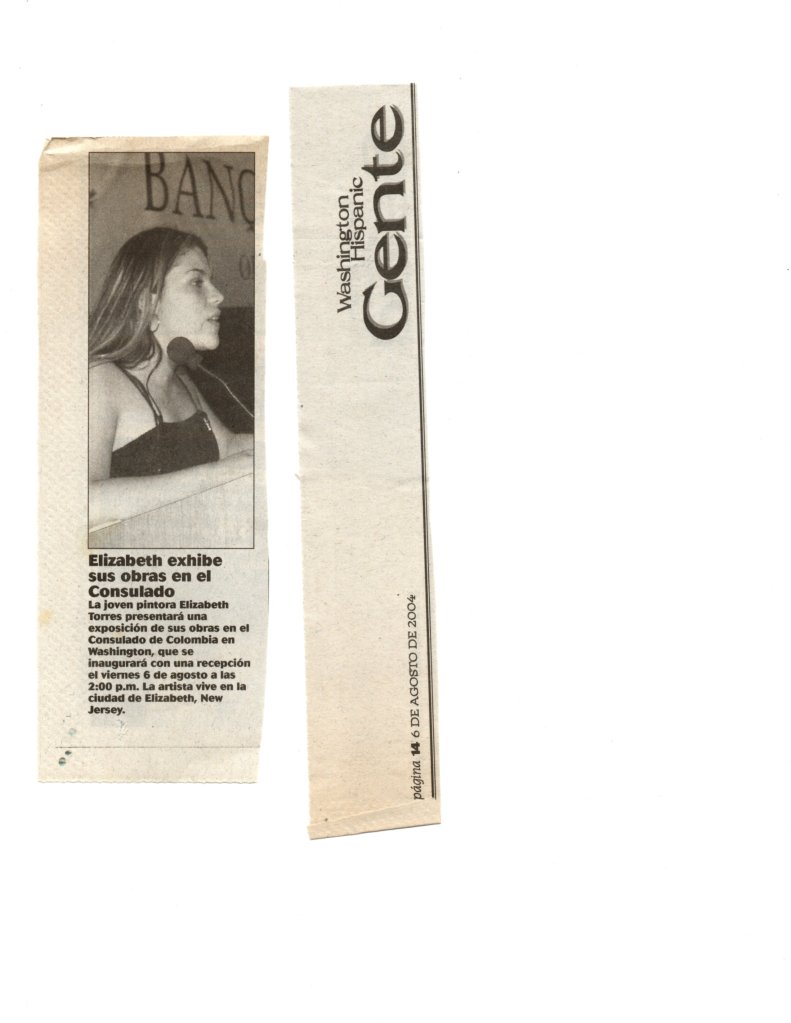 BANQ
Elizabeth exhibe
sus obras en el
Consulado
La joven pintora Elizabeth
Torres presentará una
exposición de sus obras en el
Consulado de Colombia en
Washington, que se
inaugurará con una recepción
el viernes 6 de agosto a las
2:00 p.m. La artista vive en la
ciudad de Elizabeth, New
Jersey.
Washington
Hispanic
Gente
página 14 6 DE AGOSTO DE 2004